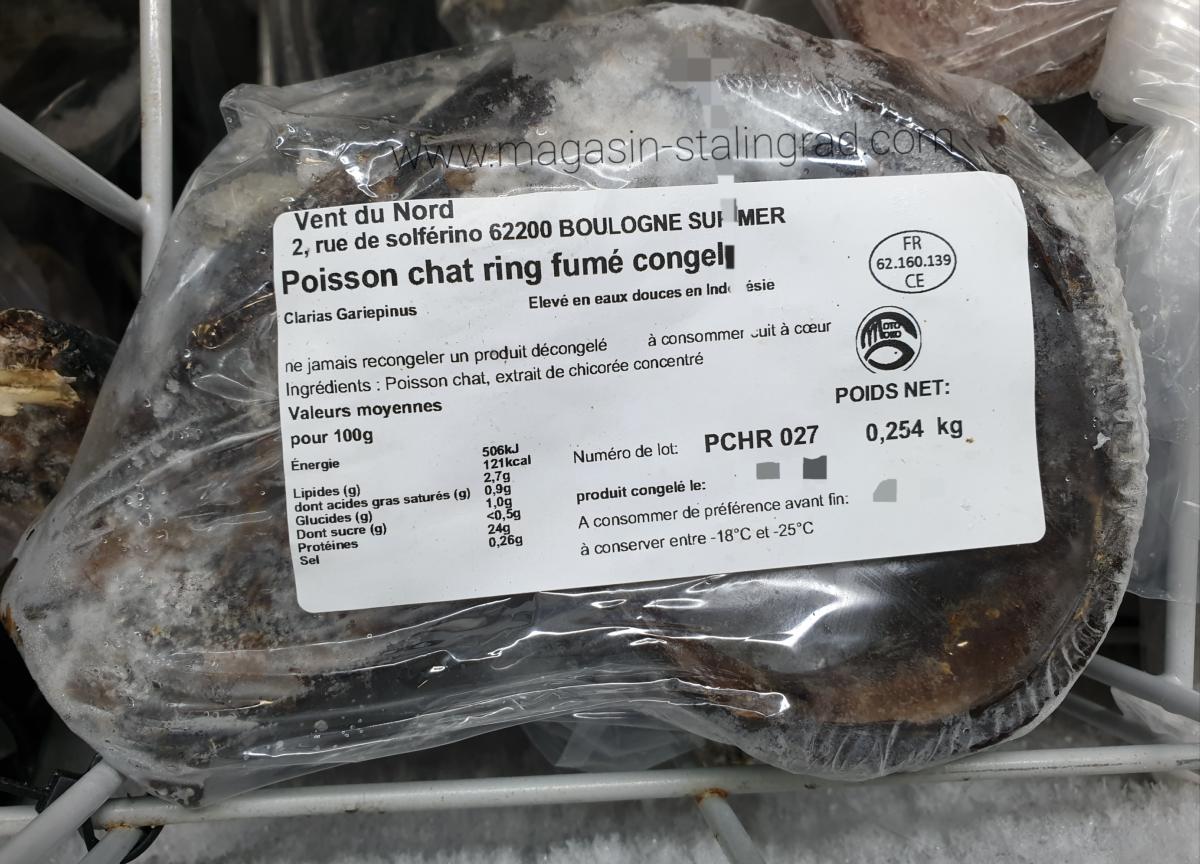 www.magasin-stalingrad.com
Vent du Nord
2, rue de solférino 62200 BOULOGNE SUR MER
Poisson chat ring fumé congel
Clarias Gariepinus
Elevé en eaux douces en Ind ésie
FR
62.160.139
CE
ne jamais recongeler un produit décongelé
à consommer cuit à cœur
Ingrédients : Poisson chat, extrait de chicorée concentré
Valeurs moyennes
pour 100g
Énergie 506kJ
121kcal
Lipides (g) 2,7g
dont acides gras saturés (g) 0,9g
Glucides (g) 1,0g
Dont sucre (g) <0,5g
Protéines 24g
Sel 0,26g
Numéro de lot: PCHR 027
produit congelé le:
A consommer de préférence avant fin:
à conserver entre -18°C et -25°C
POIDS NET:
0,254 kg